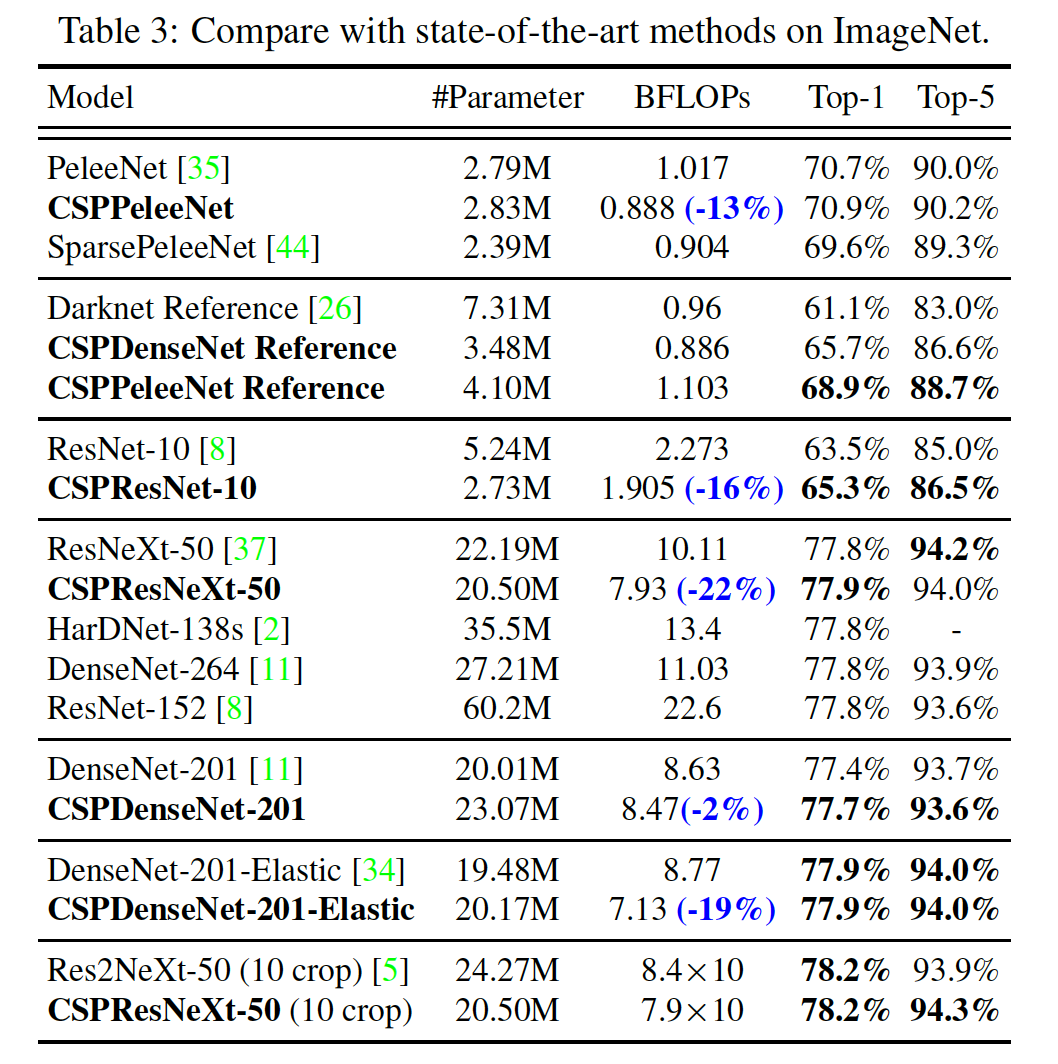 Table 3: Compare with state-of-the-art methods on ImageNet.
Model #Parameter BFLOPs Top-1 Top-5
PeleeNet [35] 2.79M 1.017 70.7% 90.0%
CSPPeleeNet 2.83M 0.888 (-13%) 70.9% 90.2%
SparsePeleeNet [44] 2.39M 0.904 69.6% 89.3%
Darknet Reference [26] 7.31M 0.96 61.1% 83.0%
CSPDenseNet Reference 3.48M 0.886 65.7% 86.6%
CSPPeleeNet Reference 4.10M 1.103 68.9% 88.7%
ResNet-10 [8] 5.24M 2.273 63.5% 85.0%
CSPResNet-10 2.73M 1.905 (-16%) 65.3% 86.5%
ResNeXt-50 [37] 22.19M 10.11 77.8% 94.2%
CSPResNeXt-50 20.50M 7.93 (-22%) 77.9% 94.0%
HarDNet-138s [2] 35.5M 13.4 77.8% -
DenseNet-264 [11] 27.21M 11.03 77.8% 93.9%
ResNet-152 [8] 60.2M 22.6 77.8% 93.6%
DenseNet-201 [11] 20.01M 8.63 77.4% 93.7%
CSPDenseNet-201 23.07M 8.47(-2%) 77.7% 93.6%
DenseNet-201-Elastic [34] 19.48M 8.77 77.9% 94.0%
CSPDenseNet-201-Elastic 20.17M 7.13 (-19%) 77.9% 94.0%
Res2NeXt-50 (10 crop) [5] 24.27M 8.4×10 78.2% 93.9%
CSPResNeXt-50 (10 crop) 20.50M 7.9×10 78.2% 94.3%